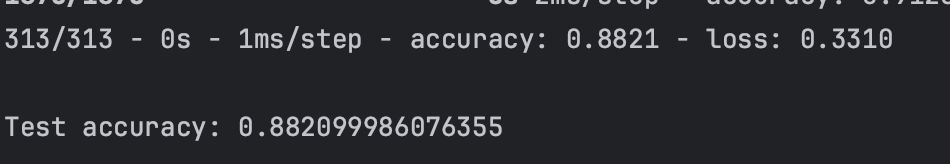 313/313 - 0s - 1ms/step - accuracy: 0.8821 - loss: 0.3310
Test accuracy: 0.882099986076355